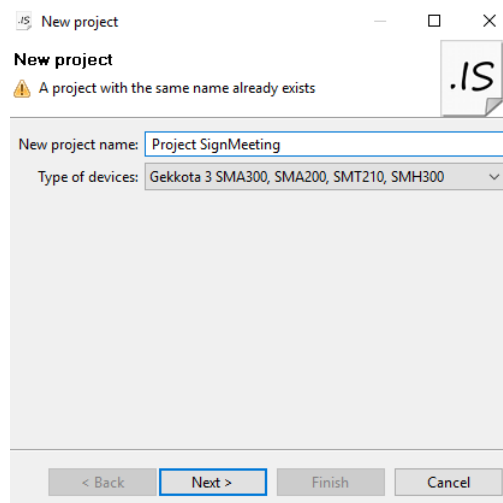 .IS New project
New project
A project with the same name already exists
.IS
New project name: Project SignMeeting
Type of devices: Gekkota 3 SMA300, SMA200, SMT210, SMH300
< Back Next > Finish Cancel